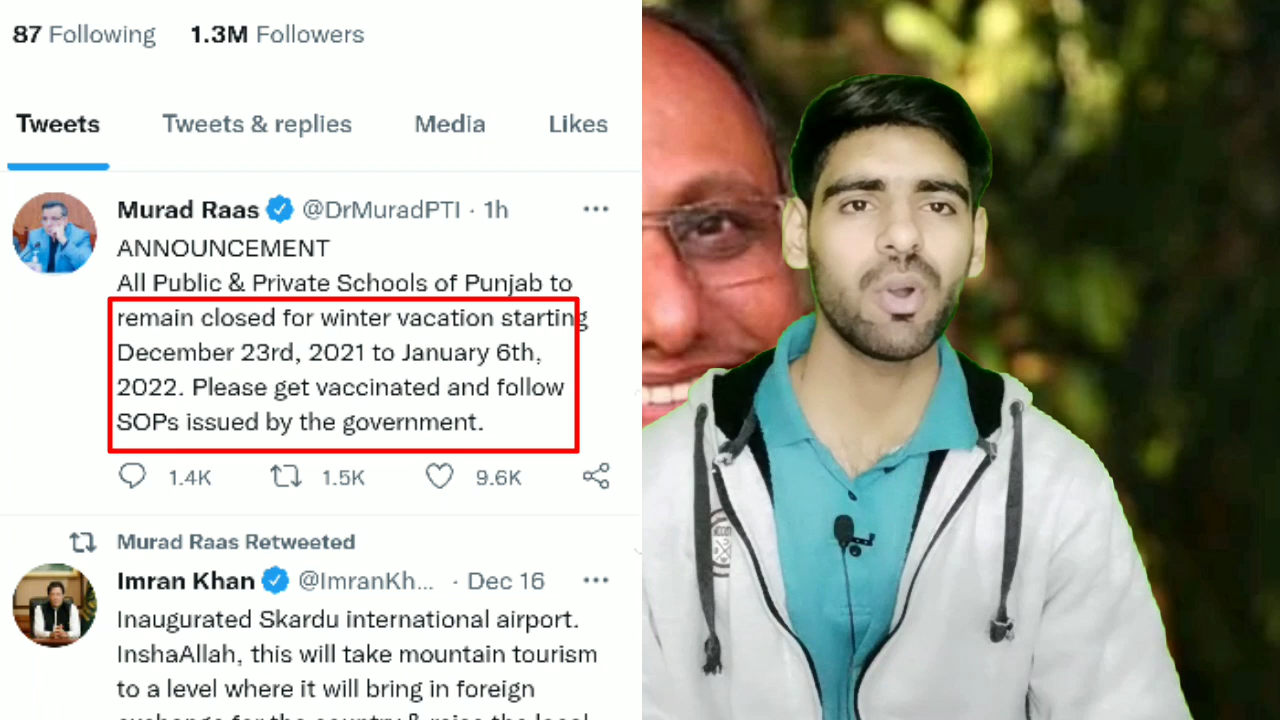 87 Following 1.3M Followers
Tweets Tweets & replies Media Likes
Murad Raas @DrMuradPTI · 1h
ANNOUNCEMENT
All Public & Private Schools of Punjab to
remain closed for winter vacation starting
December 23rd, 2021 to January 6th,
2022. Please get vaccinated and follow
SOPs issued by the government.
1.4K 1.5K 9.6K
Murad Raas Retweeted
Imran Khan @ImranKh... · Dec 16
Inaugurated Skardu international airport.
InshaAllah, this will take mountain tourism
to a level where it will bring in foreign